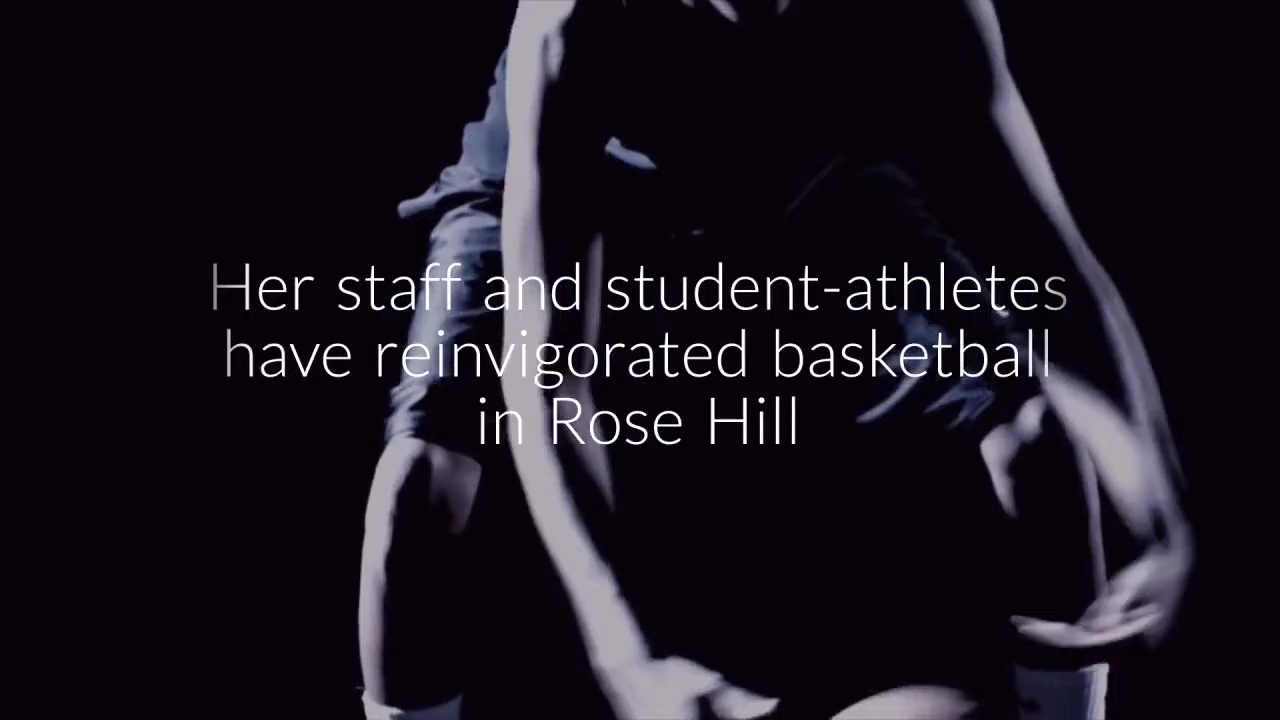 Her staff and student-athletes
have reinvigorated basketball
in Rose Hill